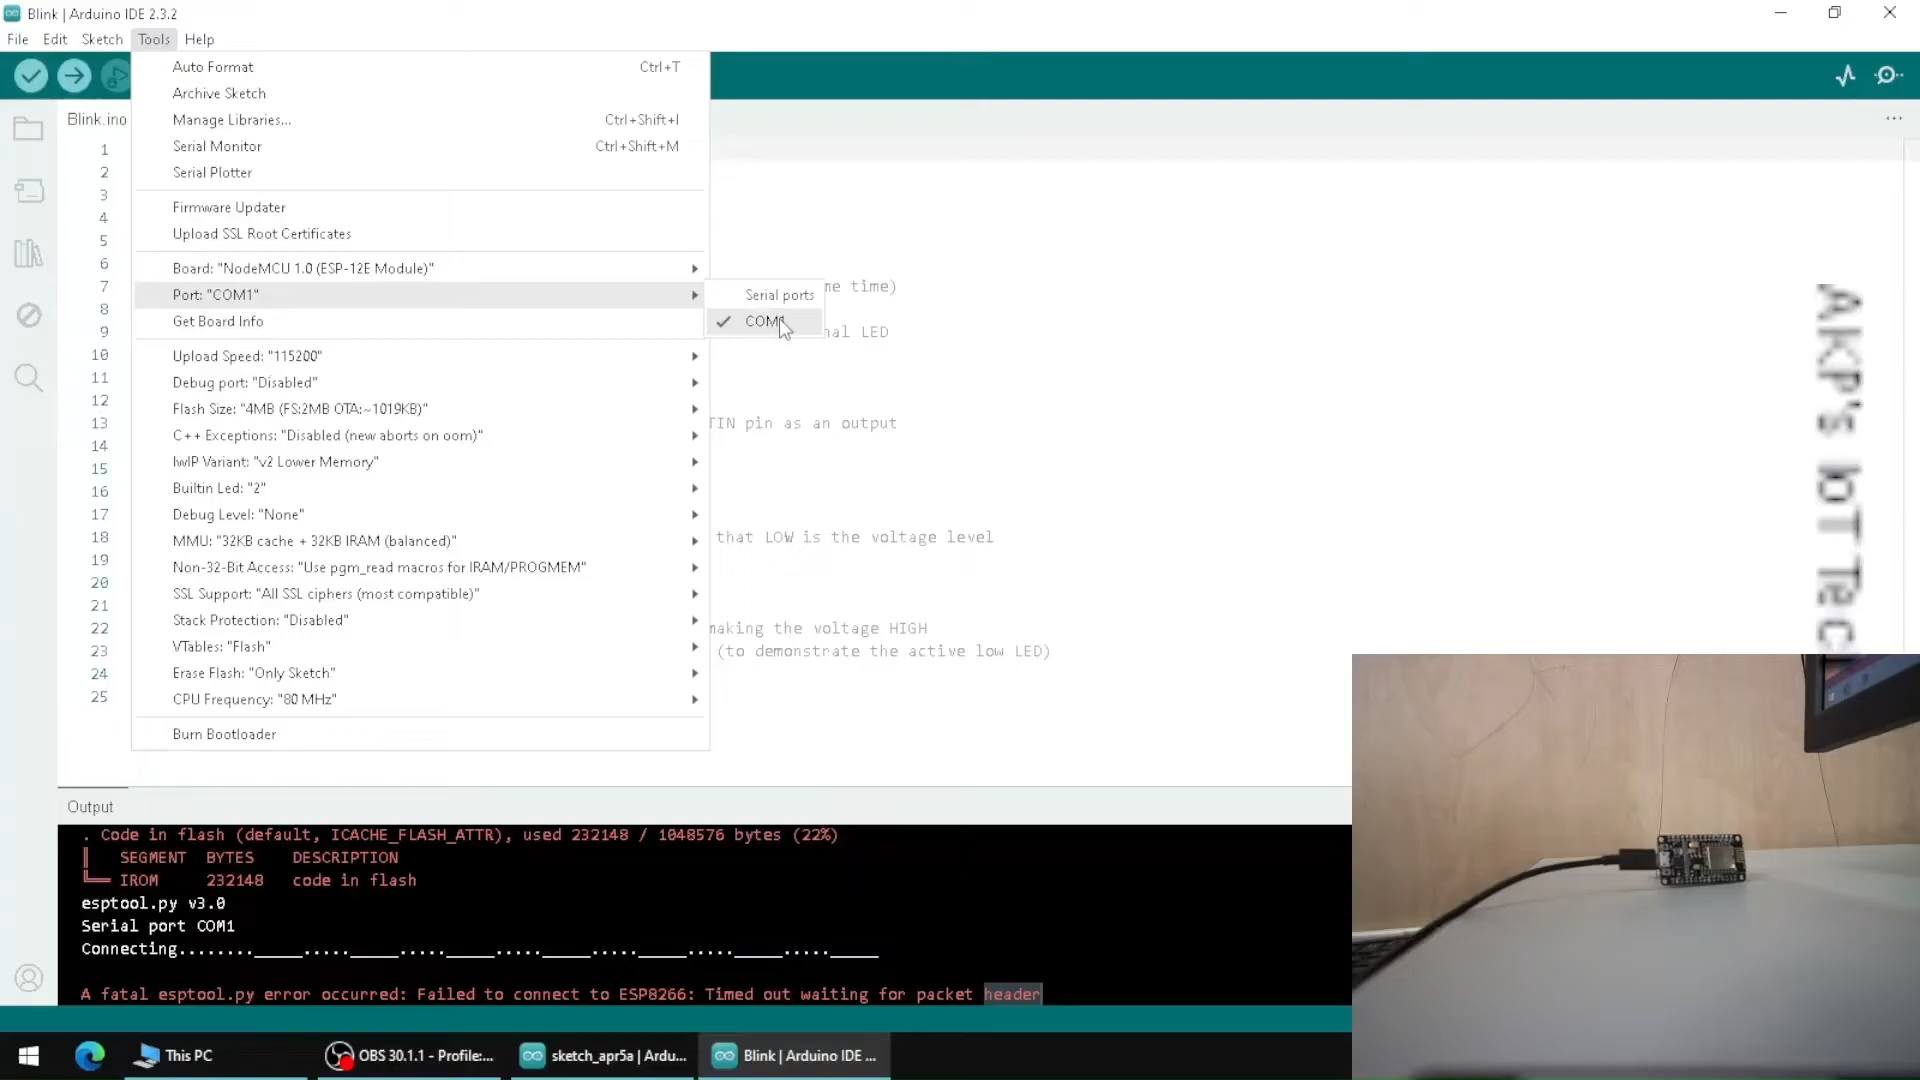 Blink | Arduino IDE 2.3.2
File Edit Sketch Tools Help
Auto Format Ctrl+T
Archive Sketch
Manage Libraries... Ctrl+Shift+I
Serial Monitor Ctrl+Shift+M
Serial Plotter
Firmware Updater
Upload SSL Root Certificates
Board: "NodeMCU 1.0 (ESP-12E Module)"
Port: "COM1"
Get Board Info
Upload Speed: "115200"
Debug port: "Disabled"
Flash Size: "4MB (FS:2MB OTA:~1019KB)"
C++ Exceptions: "Disabled (new aborts on oom)"
lwIP Variant: "v2 Lower Memory"
Builtin Led: "2"
Debug Level: "None"
MMU: "32KB cache + 32KB IRAM (balanced)"
Non-32-Bit Access: "Use pgm_read macros for IRAM/PROGMEM"
SSL Support: "All SSL ciphers (most compatible)"
Stack Protection: "Disabled"
VTables: "Flash"
Erase Flash: "Only Sketch"
CPU Frequency: "80 MHz"
Burn Bootloader
Serial ports
COM1
Blink.ino
1
2
3
4
5
6
7 me time)
8
9 nal LED
10
11
12
13 TIN pin as an output
14
15
16
17
18 that LOW is the voltage level
19
20
21
22 making the voltage HIGH
23 (to demonstrate the active low LED)
24
25
AKP's IoT Tec
Output
. Code in flash (default, ICACHE_FLASH_ATTR), used 232148 / 1048576 bytes (22%)
║ SEGMENT BYTES DESCRIPTION
╚══ IROM 232148 code in flash
esptool.py v3.0
Serial port COM1
Connecting........_____....._____....._____....._____....._____....._____....._____
A fatal esptool.py error occurred: Failed to connect to ESP8266: Timed out waiting for packet header
This PC
OBS 30.1.1 - Profile:...
sketch_apr5a | Ardu...
Blink | Arduino IDE ...